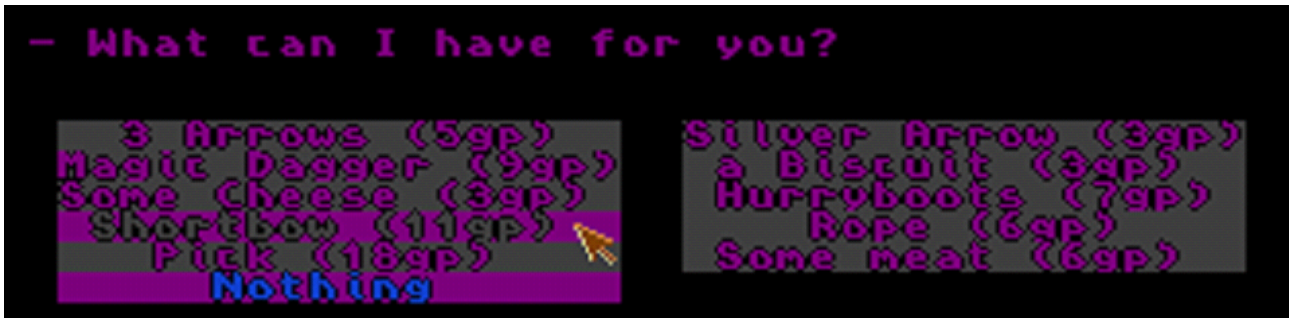 - What can I have for you?
3 Arrows (5gp)
Magic Dagger (9gp)
Some Cheese (3gp)
Shortbow (11gp)
Pick (18gp)
Nothing
Silver Arrow (3gp)
a Biscuit (3gp)
Hurryboots (7gp)
Rope (6gp)
Some meat (6gp)